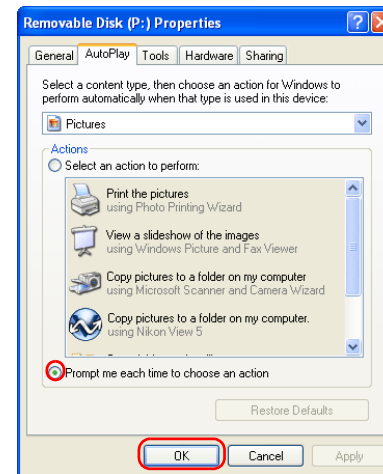 Removable Disk (P:) Properties
General AutoPlay Tools Hardware Sharing
Select a content type, then choose an action for Windows to
perform automatically when that type is used in this device:
Pictures
Actions
Select an action to perform:
Print the pictures
using Photo Printing Wizard
View a slideshow of the images
using Windows Picture and Fax Viewer
Copy pictures to a folder on my computer
using Microsoft Scanner and Camera Wizard
Copy pictures to a folder on my computer.
using Nikon View 5
Prompt me each time to choose an action
Restore Defaults
OK Cancel Apply